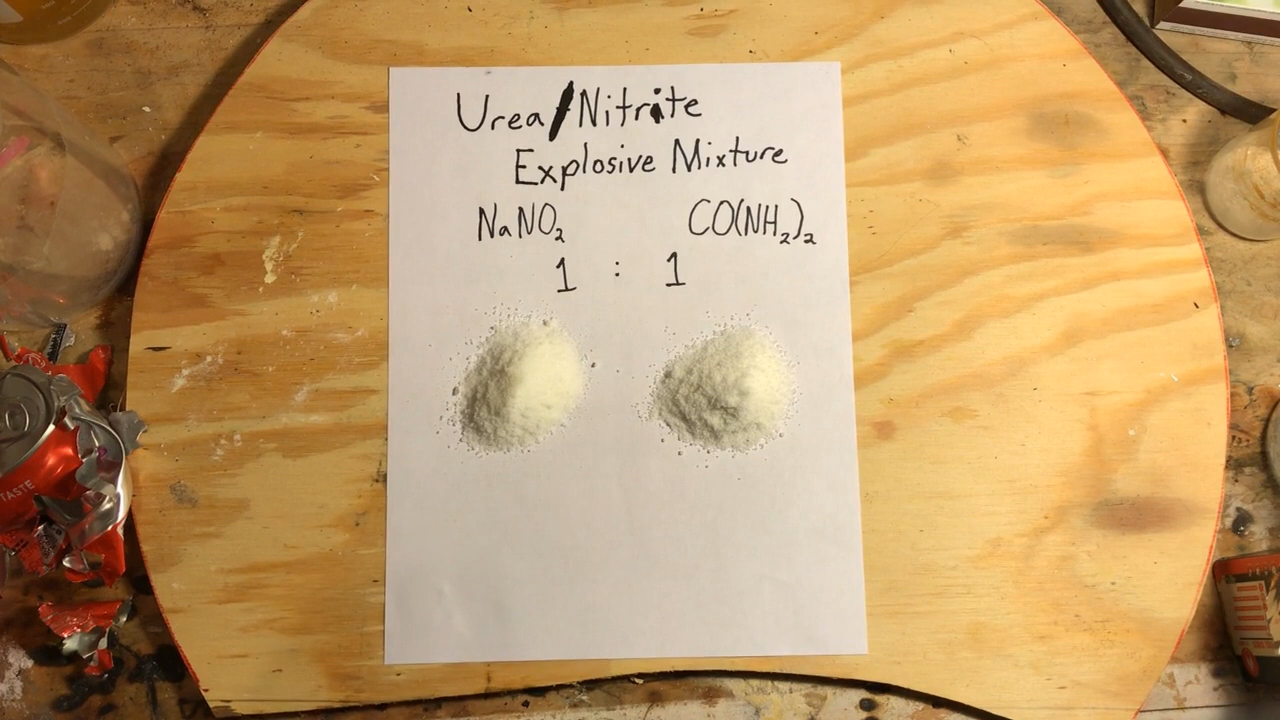 Urea/Nitrite
Explosive Mixture
NaNO₂ CO(NH₂)₂
1 : 1
TASTE